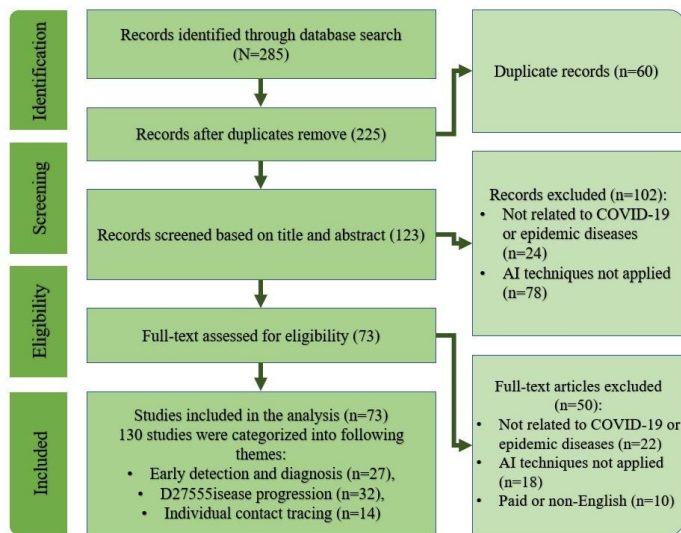 Identification
Records identified through database search
(N=285)
Duplicate records (n=60)
Records after duplicates remove (225)
Screening
Records screened based on title and abstract (123)
Records excluded (n=102):
• Not related to COVID-19
or epidemic diseases
(n=24)
• AI techniques not applied
(n=78)
Eligibility
Full-text assessed for eligibility (73)
Full-text articles excluded
(n=50):
• Not related to COVID-19 or
epidemic diseases (n=22)
• AI techniques not applied
(n=18)
• Paid or non-English (n=10)
Included
Studies included in the analysis (n=73)
130 studies were categorized into following
themes:
• Early detection and diagnosis (n=27),
• D27555isease progression (n=32),
• Individual contact tracing (n=14)